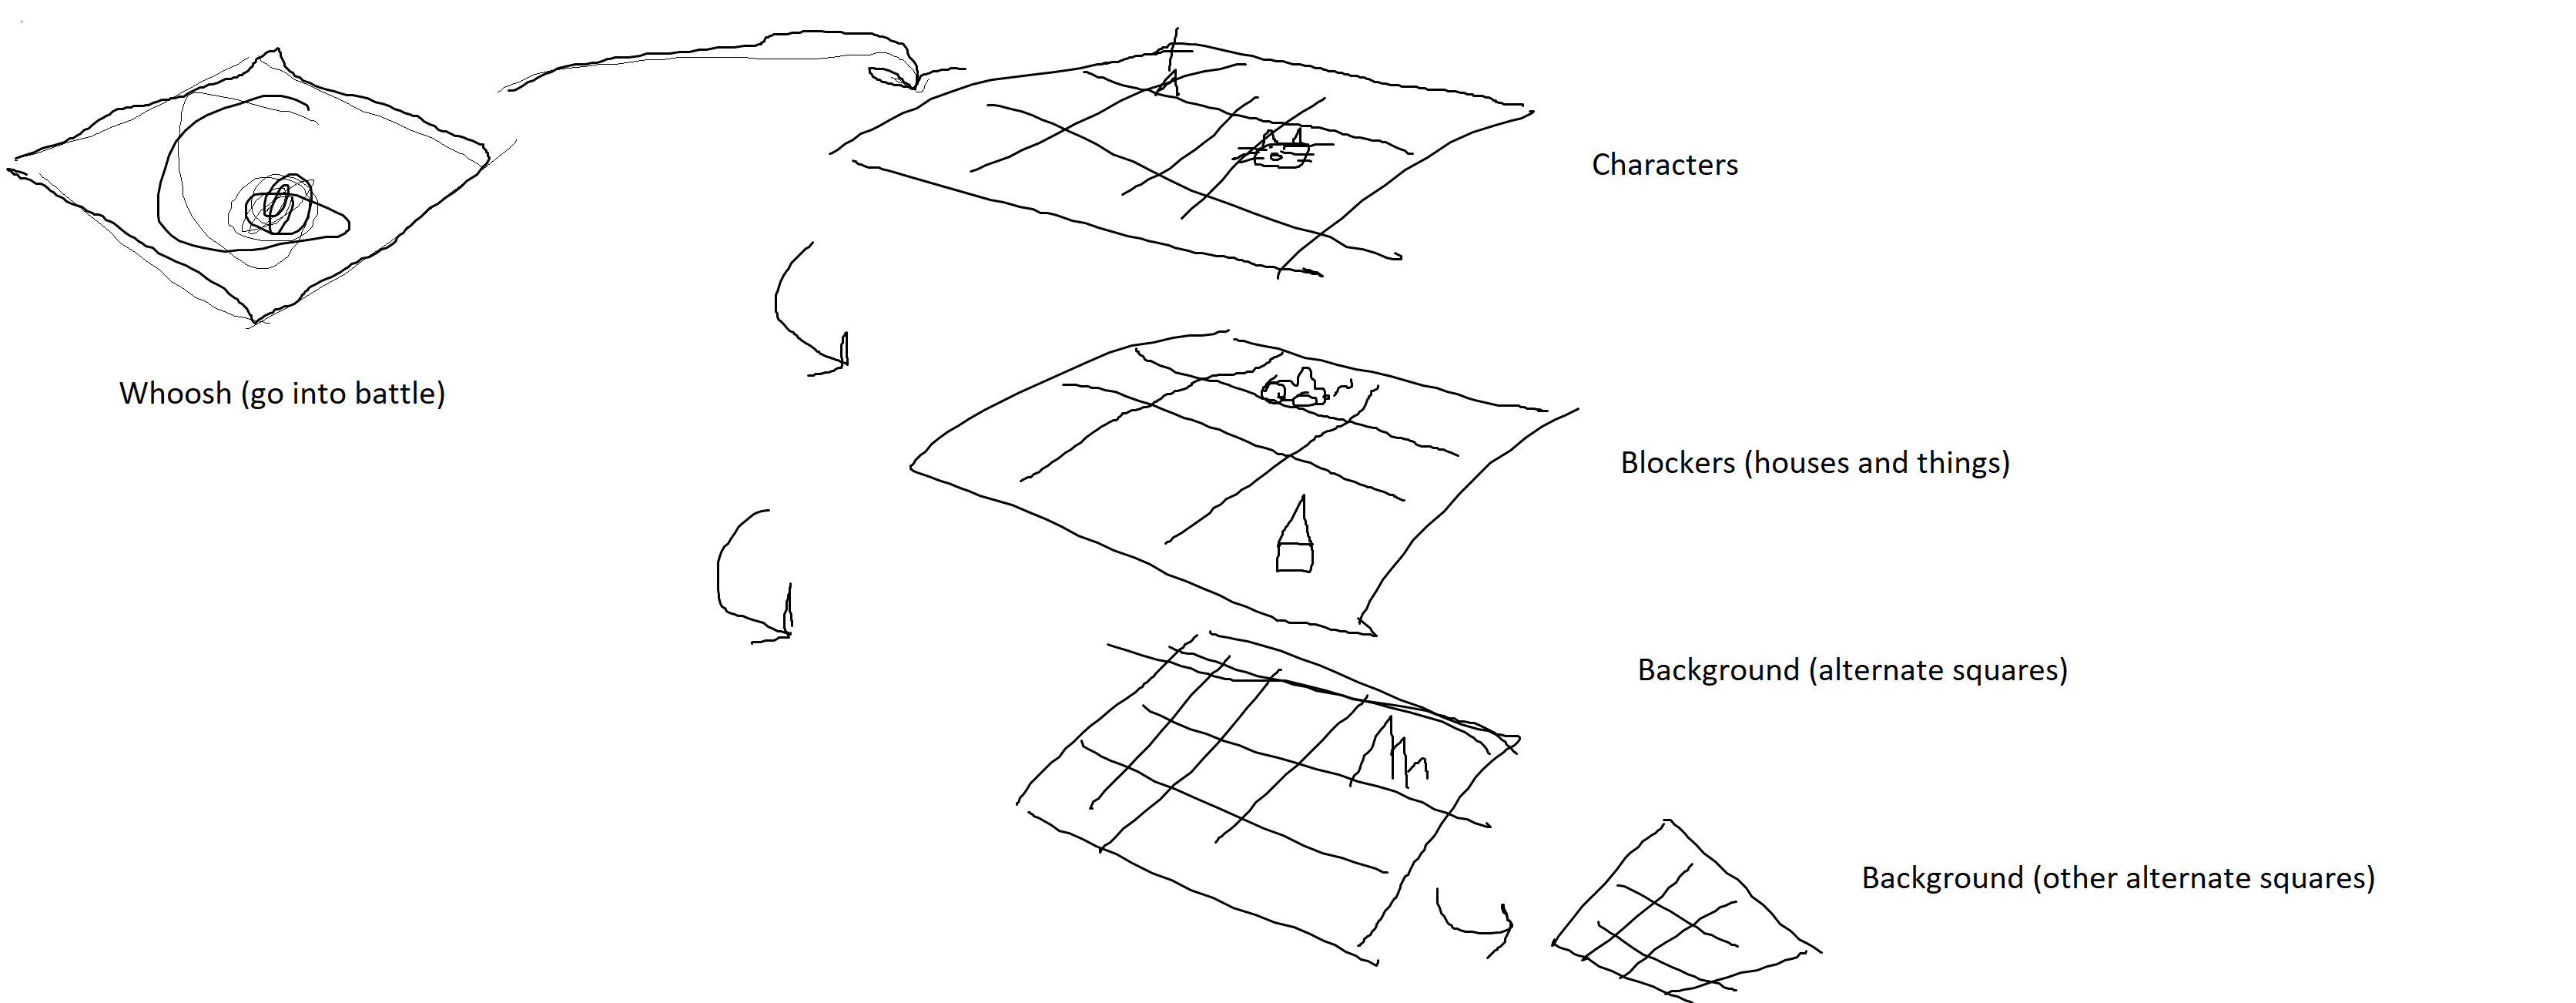 Characters
Whoosh (go into battle)
Blockers (houses and things)
Background (alternate squares)
Background (other alternate squares)